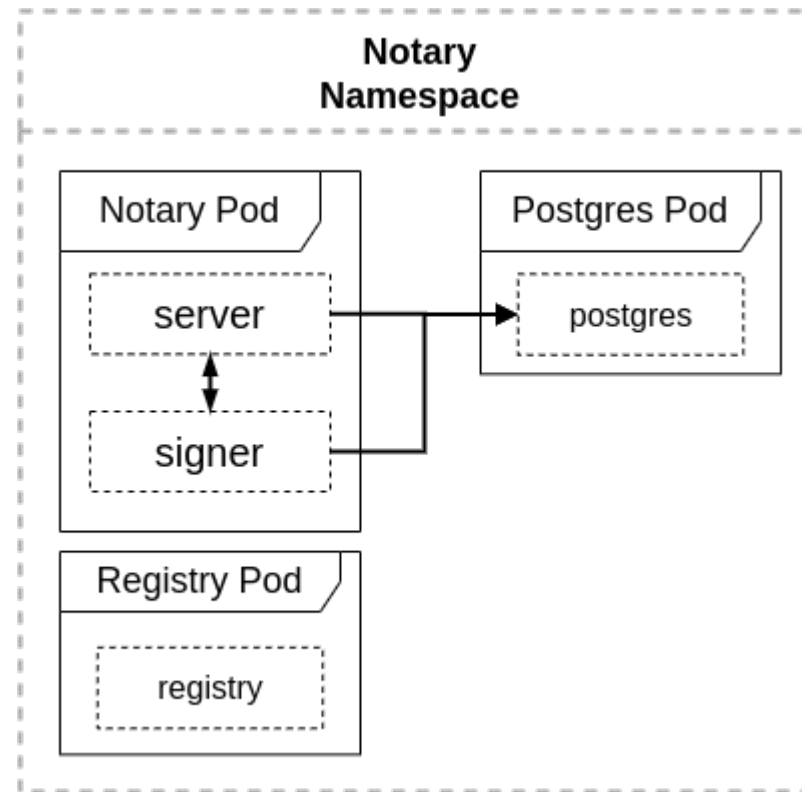 Notary
Namespace
Notary Pod
server
signer
Postgres Pod
postgres
Registry Pod
registry